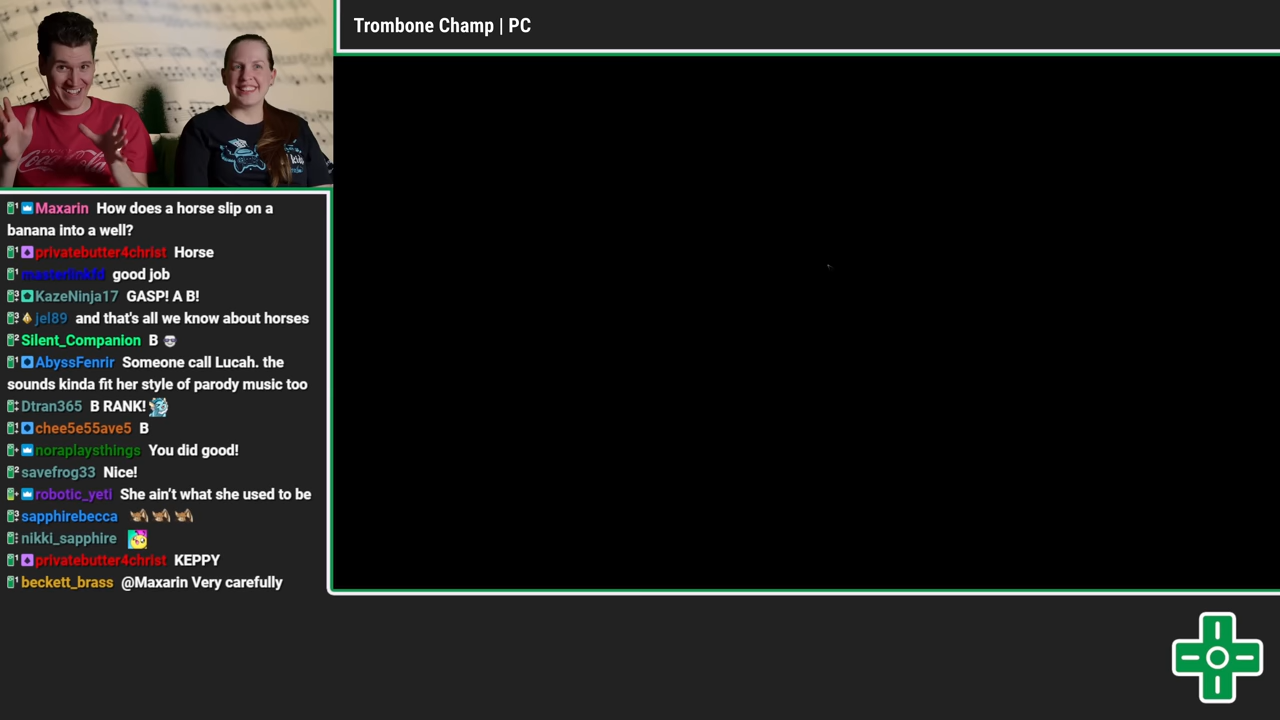 Trombone Champ | PC
Coca-Cola
Maxarin How does a horse slip on a
banana into a well?
privatebutter4christ Horse
masterlinkfd good job
KazeNinja17 GASP! A B!
jel89 and that's all we know about horses
Silent_Companion B
AbyssFenrir Someone call Lucah. the
sounds kinda fit her style of parody music too
Dtran365 B RANK!
chee5e55ave5 B
noraplaysthings You did good!
savefrog33 Nice!
robotic_yeti She ain't what she used to be
sapphirebecca
nikki_sapphire
privatebutter4christ KEPPY
beckett_brass @Maxarin Very carefully